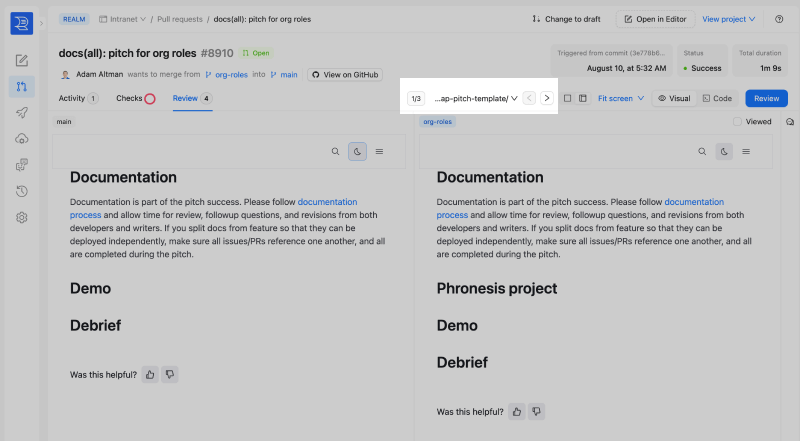 REALM
Intranet / Pull requests / docs(all): pitch for org roles
Change to draft
Open in Editor
View project
docs(all): pitch for org roles #8910 Open
Triggered from commit (3e778b6...
August 10, at 5:32 AM
Status
Success
Total duration
1m 9s
Adam Altman wants to merge from org-roles into main
View on GitHub
Activity 1
Checks
Review 4
1/3
...ap-pitch-template/
Fit screen
Visual
Code
Review
main
Documentation
Documentation is part of the pitch success. Please follow documentation
process and allow time for review, followup questions, and revisions from both
developers and writers. If you split docs from feature so that they can be
deployed independently, make sure all issues/PRs reference one another, and all
are completed during the pitch.
Demo
Debrief
Was this helpful?
org-roles
Viewed
Documentation
Documentation is part of the pitch success. Please follow documentation
process and allow time for review, followup questions, and revisions from both
developers and writers. If you split docs from feature so that they can be
deployed independently, make sure all issues/PRs reference one another, and all
are completed during the pitch.
Phronesis project
Demo
Debrief
Was this helpful?